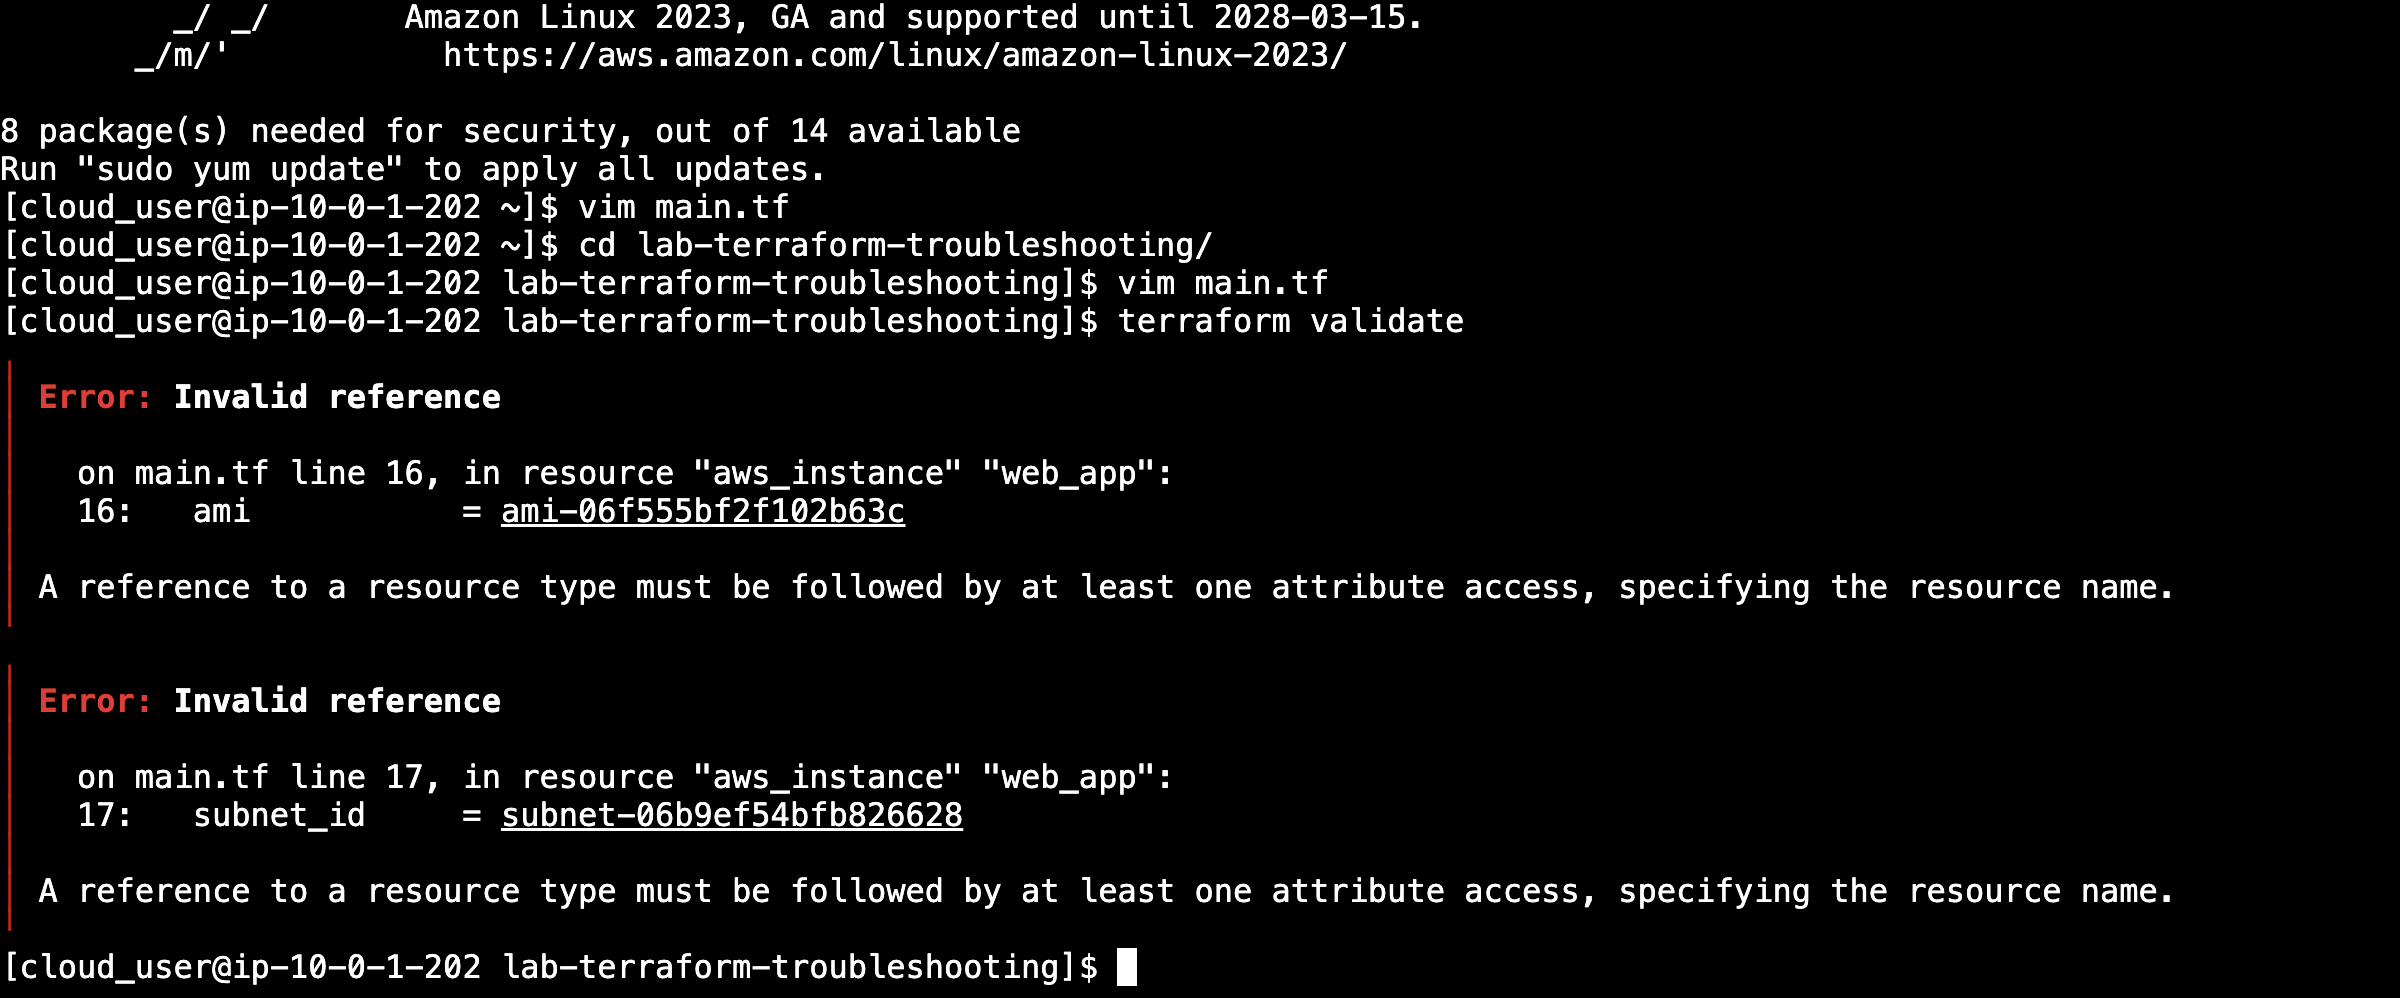 _/ _/       Amazon Linux 2023, GA and supported until 2028-03-15.
_/m/'           https://aws.amazon.com/linux/amazon-linux-2023/
8 package(s) needed for security, out of 14 available
Run "sudo yum update" to apply all updates.
[cloud_user@ip-10-0-1-202 ~]$ vim main.tf
[cloud_user@ip-10-0-1-202 ~]$ cd lab-terraform-troubleshooting/
[cloud_user@ip-10-0-1-202 lab-terraform-troubleshooting]$ vim main.tf
[cloud_user@ip-10-0-1-202 lab-terraform-troubleshooting]$ terraform validate
Error: Invalid reference
on main.tf line 16, in resource "aws_instance" "web_app":
16:   ami           = ami-06f555bf2f102b63c
A reference to a resource type must be followed by at least one attribute access, specifying the resource name.
Error: Invalid reference
on main.tf line 17, in resource "aws_instance" "web_app":
17:   subnet_id     = subnet-06b9ef54bfb826628
A reference to a resource type must be followed by at least one attribute access, specifying the resource name.
[cloud_user@ip-10-0-1-202 lab-terraform-troubleshooting]$